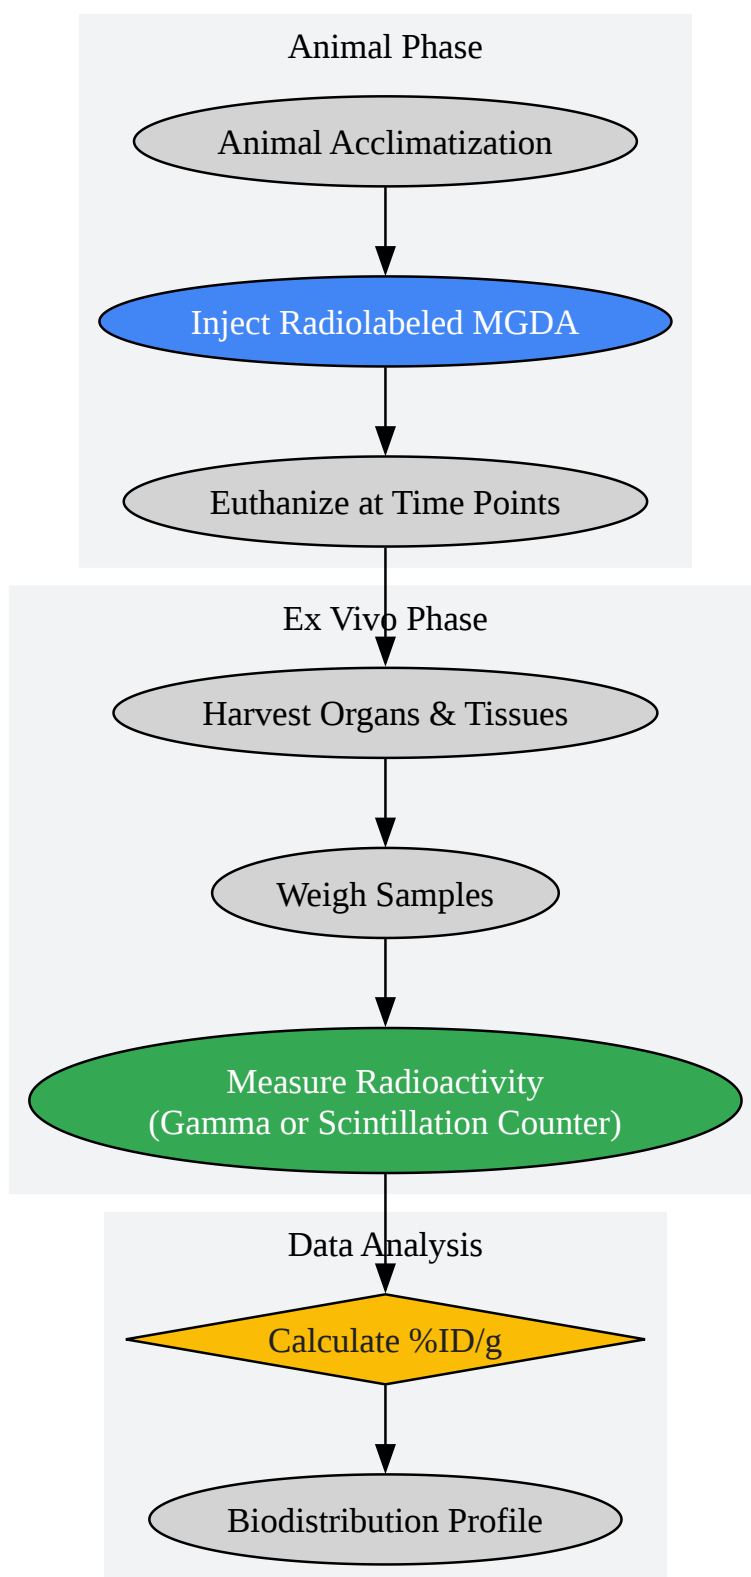 Animal Phase
Animal Acclimatization
Inject Radiolabeled MGDA
Euthanize at Time Points
Ex Vivo Phase
Harvest Organs & Tissues
Weigh Samples
Measure Radioactivity
(Gamma or Scintillation Counter)
Data Analysis
Calculate %ID/g
Biodistribution Profile